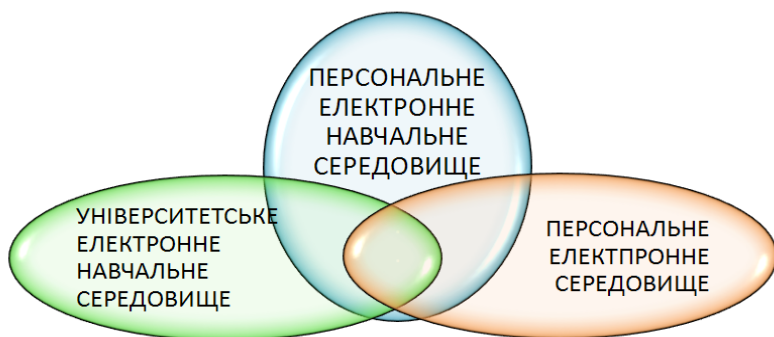 ПЕРСОНАЛЬНЕ
ЕЛЕКТРОННЕ
НАВЧАЛЬНЕ
СЕРЕДОВИЩЕ
УНІВЕРСИТЕТСЬКЕ
ЕЛЕКТРОННЕ
НАВЧАЛЬНЕ
СЕРЕДОВИЩЕ
ПЕРСОНАЛЬНЕ
ЕЛЕКТПРОННЕ
СЕРЕДОВИЩЕ